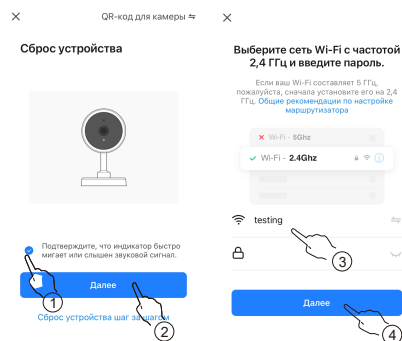 QR-код для камеры
Сброс устройства
Подтверждите, что индикатор быстро
мигает или слышен звуковой сигнал.
Далее
Сброс устройства шаг за шагом
1
2
Выберите сеть Wi-Fi с частотой
2,4 ГГц и введите пароль.
Если ваш Wi-Fi составляет 5 ГГц,
пожалуйста, сначала установите его на 2,4
ГГц. Общие рекомендации по настройке
маршрутизатора
Wi-Fi - 5Ghz
Wi-Fi - 2.4Ghz
testing
3
Далее
4